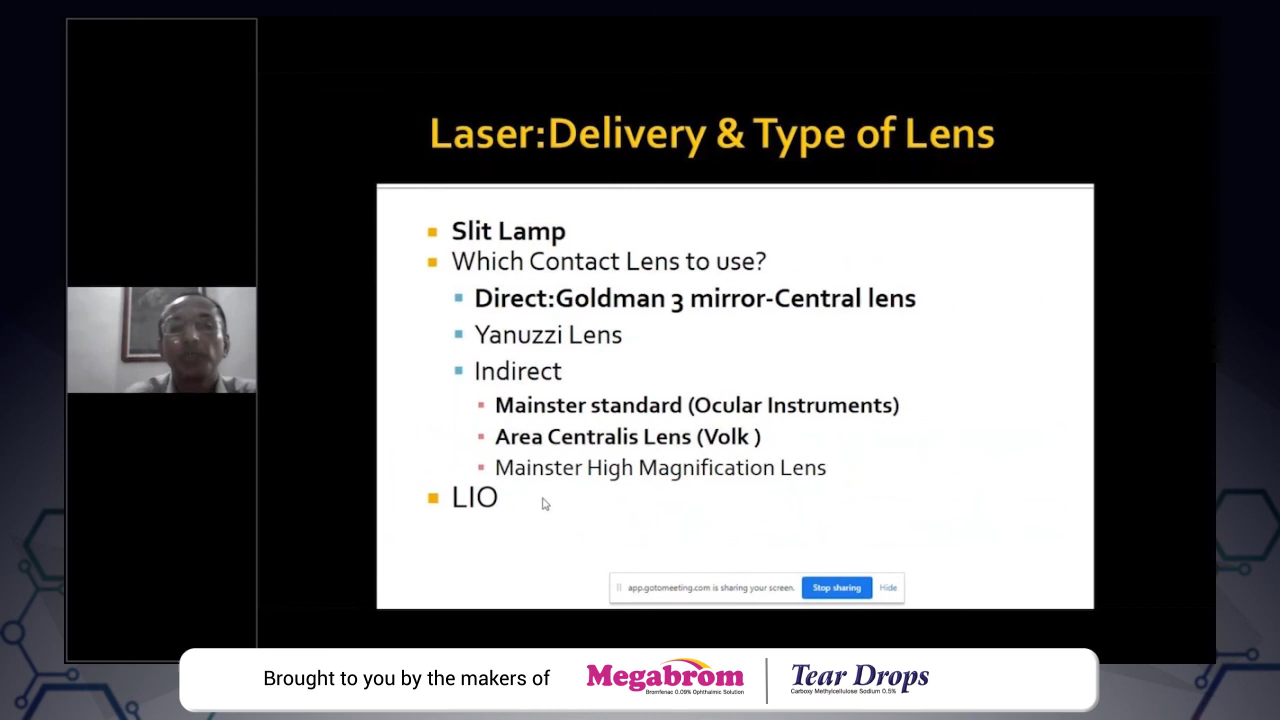 Laser:Delivery & Type of Lens
Slit Lamp
Which Contact Lens to use?
Direct:Goldman 3 mirror-Central lens
Yanuzzi Lens
Indirect
Mainster standard (Ocular Instruments)
Area Centralis Lens (Volk )
Mainster High Magnification Lens
LIO
app.gotomeeting.com is sharing your screen. Stop sharing Hide
Brought to you by the makers of
Megabrom
Bromfenac 0.09% Ophthalmic Solution
Tear Drops
Carboxy Methylcellulose Sodium 0.5%